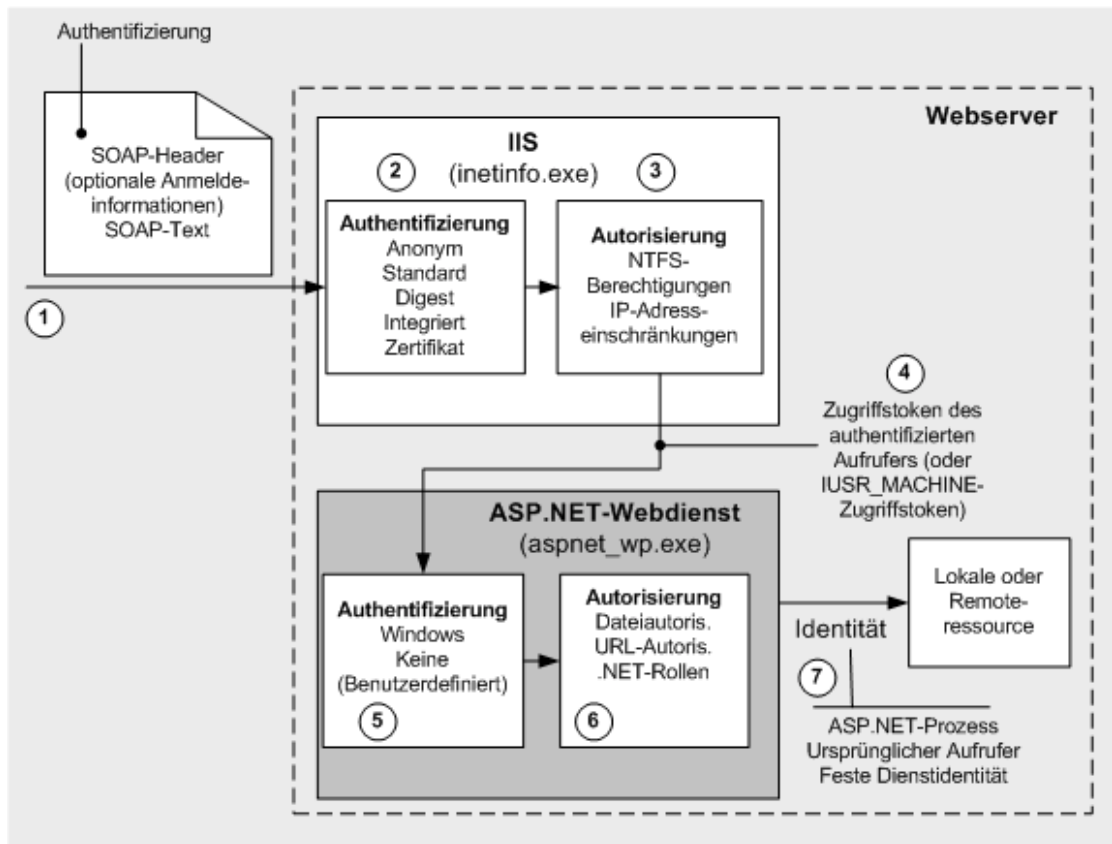 Authentifizierung
SOAP-Header
(optionale Anmelde-
informationen)
SOAP-Text
1
Webserver
IIS
(inetinfo.exe)
2
3
Authentifizierung
Anonym
Standard
Digest
Integriert
Zertifikat
Autorisierung
NTFS-
Berechtigungen
IP-Adress-
einschränkungen
4
Zugriffstoken des
authentifizierten
Aufrufers (oder
IUSR_MACHINE-
Zugriffstoken)
ASP.NET-Webdienst
(aspnet_wp.exe)
Authentifizierung
Windows
Keine
(Benutzerdefiniert)
5
Autorisierung
Dateiautoris.
URL-Autoris.
.NET-Rollen
6
Identität
7
Lokale oder
Remote-
ressource
ASP.NET-Prozess
Ursprünglicher Aufrufer
Feste Dienstidentität